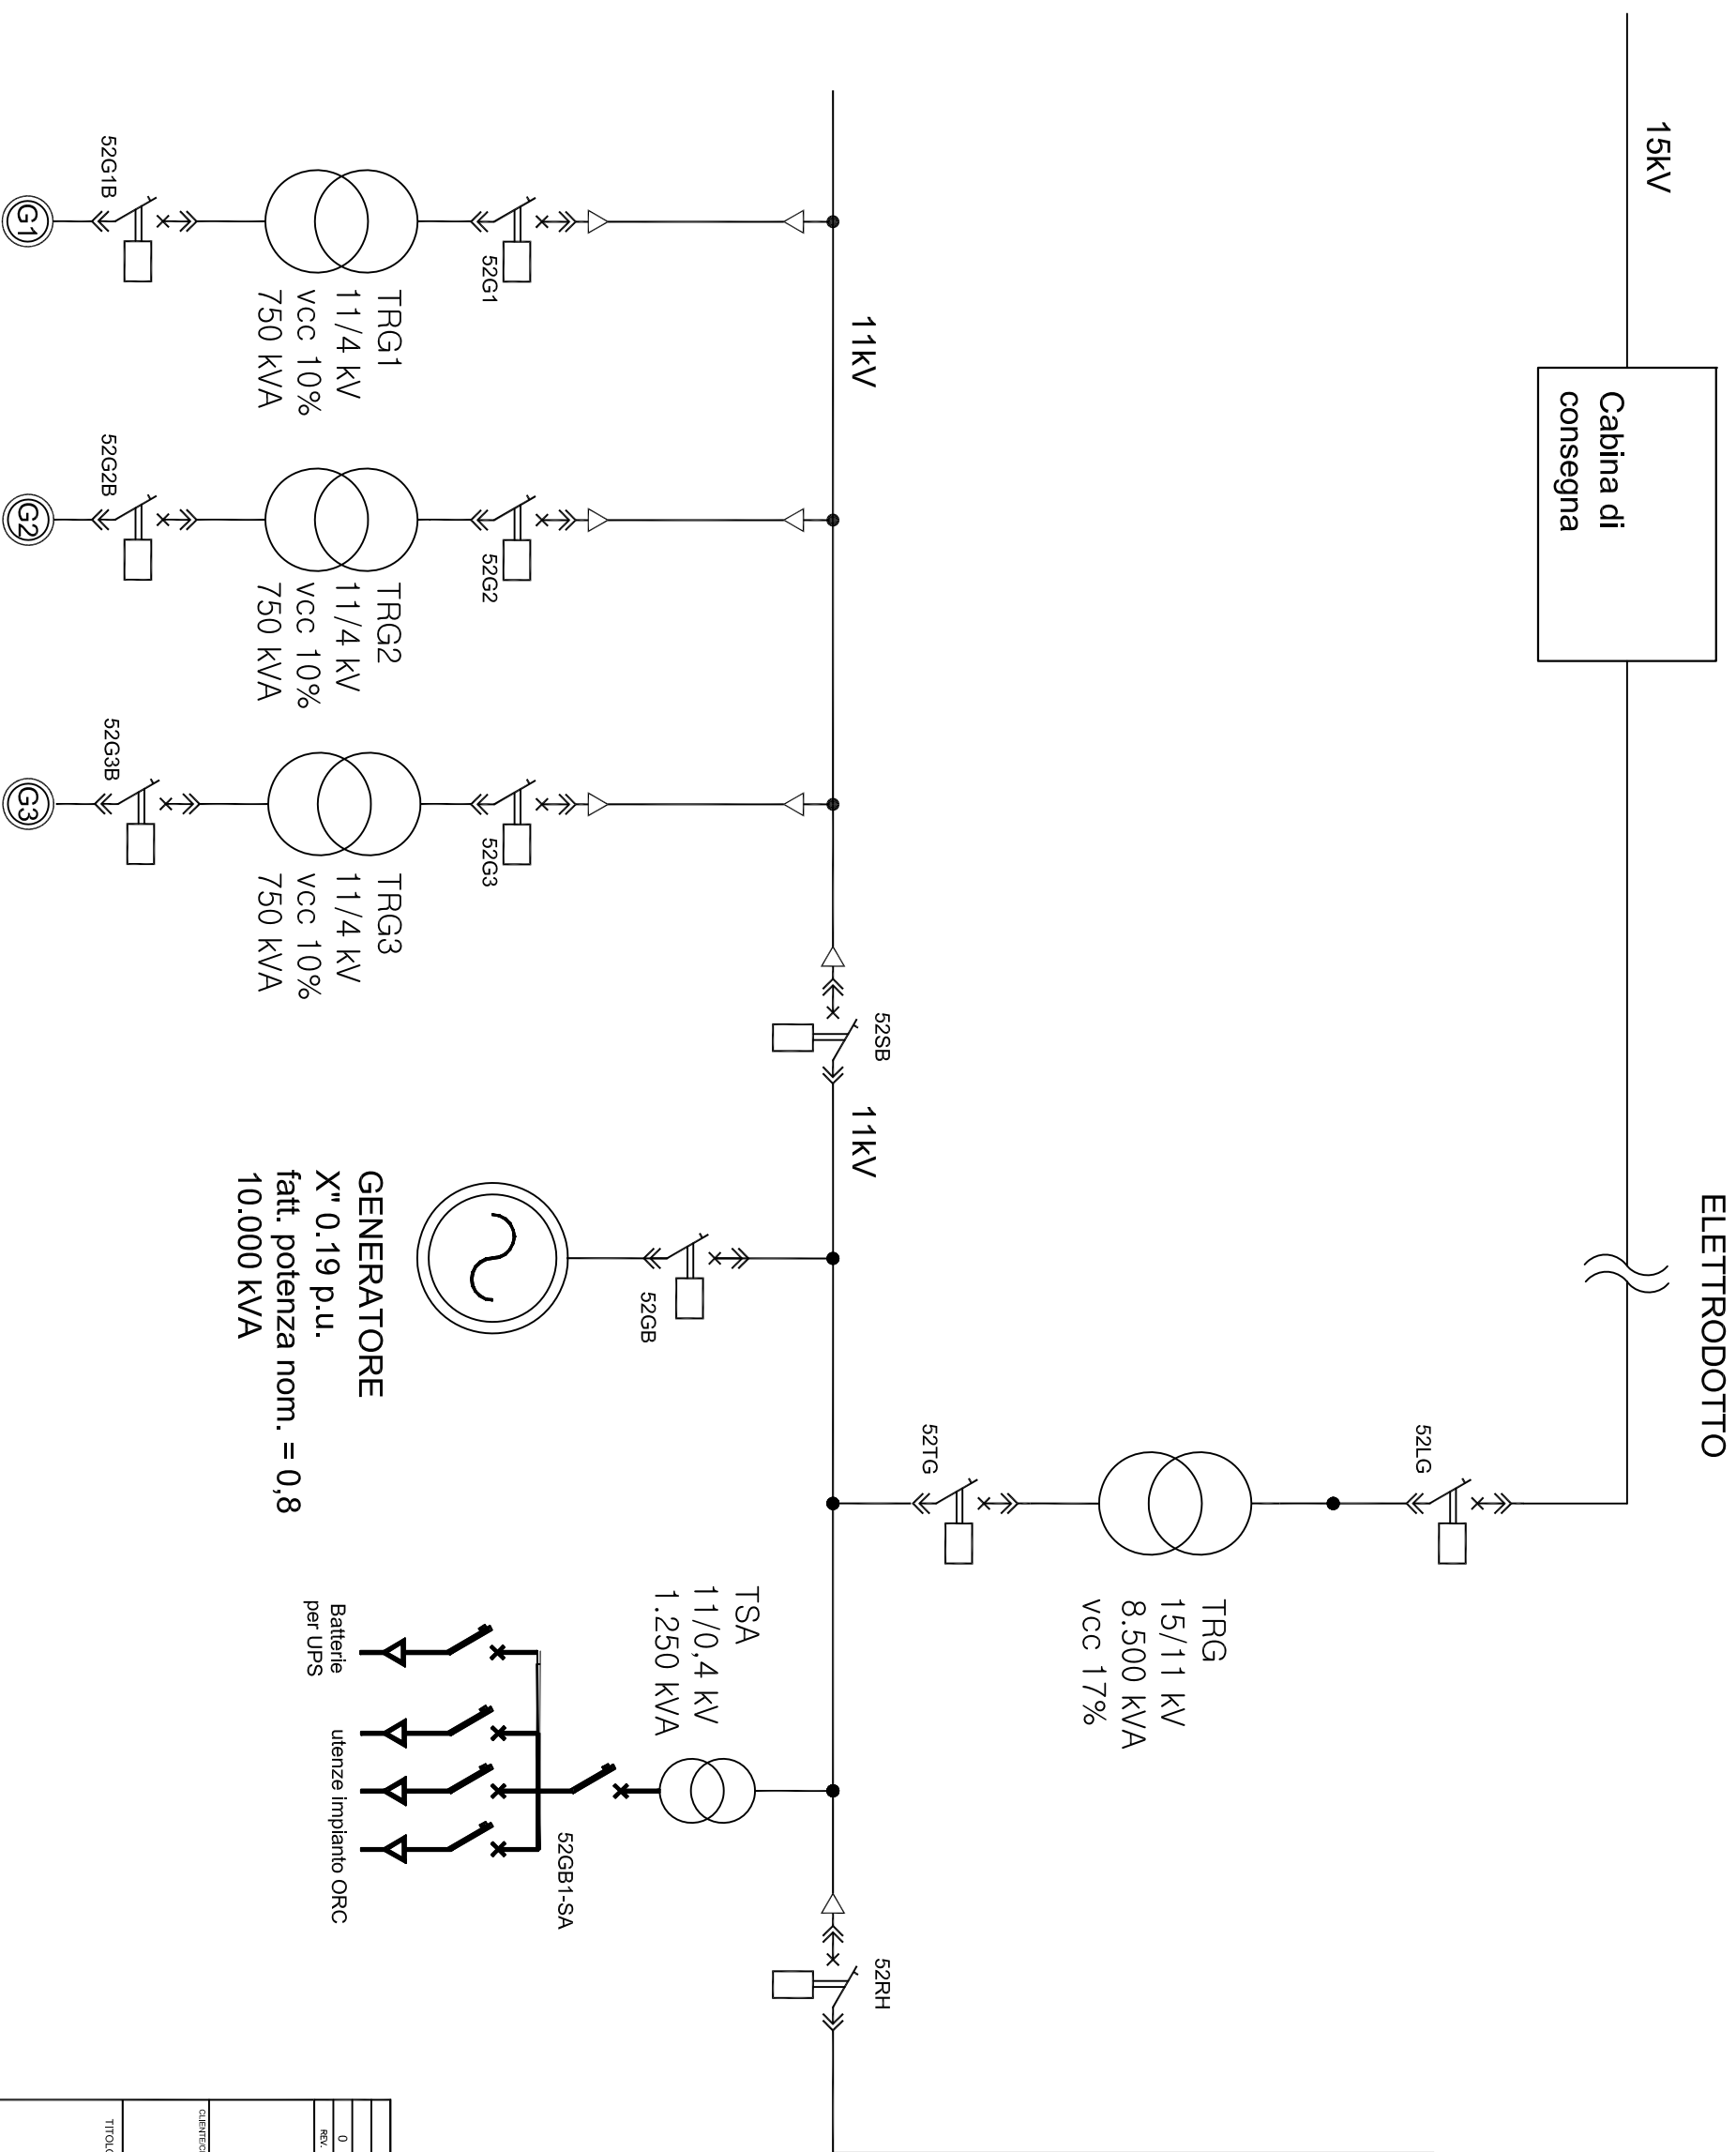 ELETTRODOTTO
15kV
Cabina di
consegna
52LG
TRG
15/11 kV
8.500 kVA
vcc 17%
52TG
11kV
52SB
11kV
52RH
52G1
TRG1
11/4 kV
vcc 10%
750 kVA
52G1B
G1
52G2
TRG2
11/4 kV
vcc 10%
750 kVA
52G2B
G2
52G3
TRG3
11/4 kV
vcc 10%
750 kVA
52G3B
G3
52GB
GENERATORE
X" 0.19 p.u.
fatt. potenza nom. = 0,8
10.000 kVA
TSA
11/0,4 kV
1.250 kVA
52GB1-SA
Batterie
per UPS
utenze impianto ORC
0
REV.